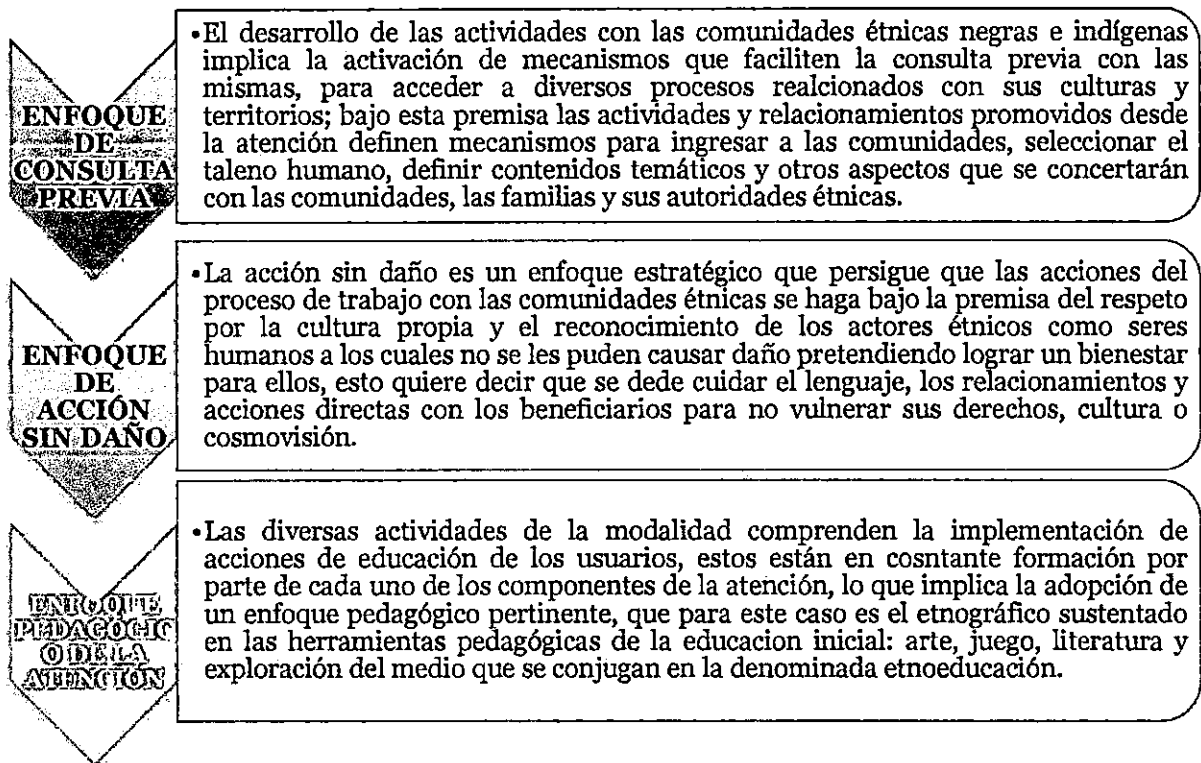 ENFOQUE
DE
CONSULTA
PREVIA
•El desarrollo de las actividades con las comunidades étnicas negras e indígenas
implica la activación de mecanismos que faciliten la consulta previa con las
mismas, para acceder a diversos procesos realcionados con sus culturas y
territorios; bajo esta premisa las actividades y relacionamientos promovidos desde
la atención definen mecanismos para ingresar a las comunidades, seleccionar el
taleno humano, definir contenidos temáticos y otros aspectos que se concertarán
con las comunidades, las familias y sus autoridades étnicas.
ENFOQUE
DE
ACCIÓN
SIN DAÑO
•La acción sin daño es un enfoque estratégico que persigue que las acciones del
proceso de trabajo con las comunidades étnicas se haga bajo la premisa del respeto
por la cultura propia y el reconocimiento de los actores étnicos como seres
humanos a los cuales no se les puden causar daño pretendiendo lograr un bienestar
para ellos, esto quiere decir que se dede cuidar el lenguaje, los relacionamientos y
acciones directas con los beneficiarios para no vulnerar sus derechos, cultura o
cosmovisión.
ENFOQUE
PEDAGÓGIC
O DE LA
ATENCIÓN
•Las diversas actividades de la modalidad comprenden la implementación de
acciones de educación de los usuarios, estos están en cosntante formación por
parte de cada uno de los componentes de la atención, lo que implica la adopción de
un enfoque pedagógico pertinente, que para este caso es el etnográfico sustentado
en las herramientas pedagógicas de la educacion inicial: arte, juego, literatura y
exploración del medio que se conjugan en la denominada etnoeducación.